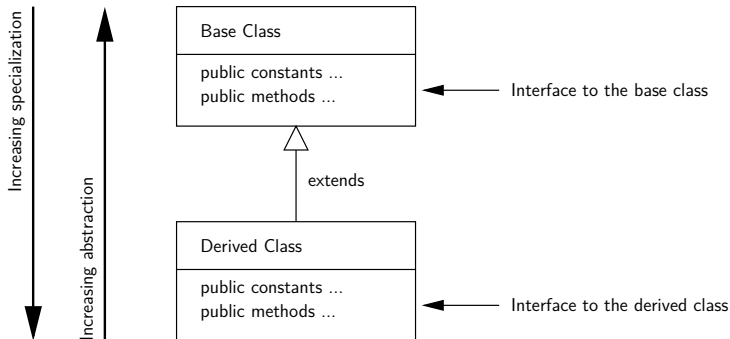 Increasing specialization
Increasing abstraction
Base Class
public constants ...
public methods ...
Interface to the base class
extends
Derived Class
public constants ...
public methods ...
Interface to the derived class